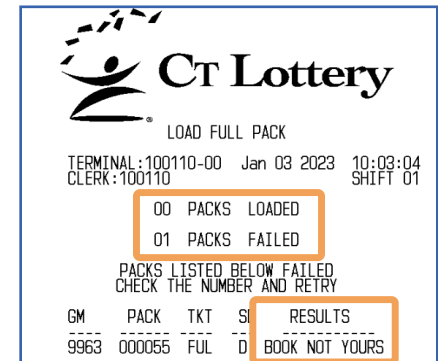 CT Lottery
LOAD FULL PACK
TERMINAL:100110-00 Jan 03 2023 10:03:04
CLERK:100110 SHIFT 01
00 PACKS LOADED
01 PACKS FAILED
PACKS LISTED BELOW FAILED
CHECK THE NUMBER AND RETRY
GM PACK TKT RESULTS
---- ------ --- -------------
9963 000055 FUL BOOK NOT YOURS